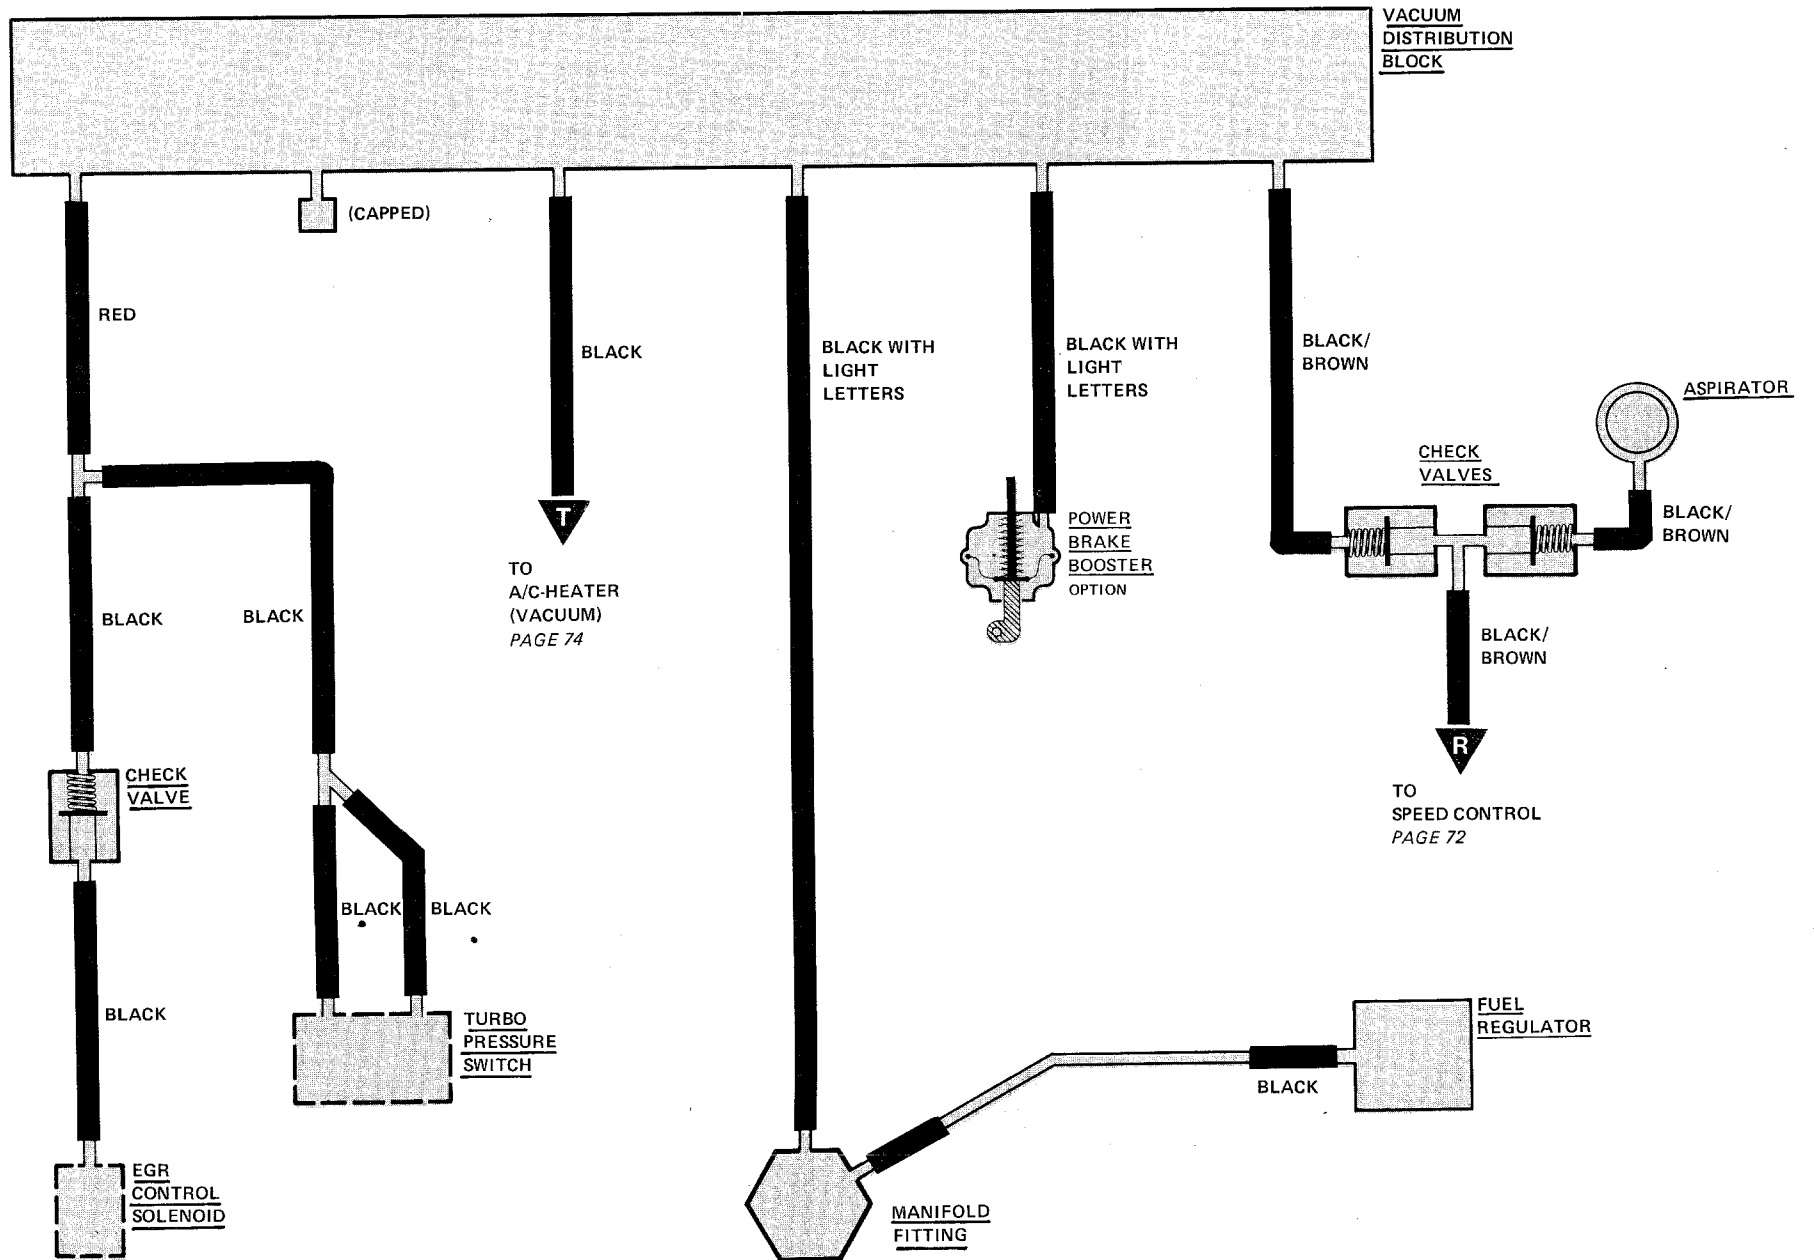 VACUUM
DISTRIBUTION
BLOCK
(CAPPED)
RED
BLACK
BLACK WITH
LIGHT
LETTERS
BLACK WITH
LIGHT
LETTERS
BLACK/
BROWN
ASPIRATOR
CHECK
VALVES
BLACK/
BROWN
T
POWER
BRAKE
BOOSTER
OPTION
TO
A/C-HEATER
(VACUUM)
PAGE 74
BLACK
BLACK
BLACK/
BROWN
R
CHECK
VALVE
TO
SPEED CONTROL
PAGE 72
BLACK
BLACK
BLACK
TURBO
PRESSURE
SWITCH
FUEL
REGULATOR
BLACK
EGR
CONTROL
SOLENOID
MANIFOLD
FITTING